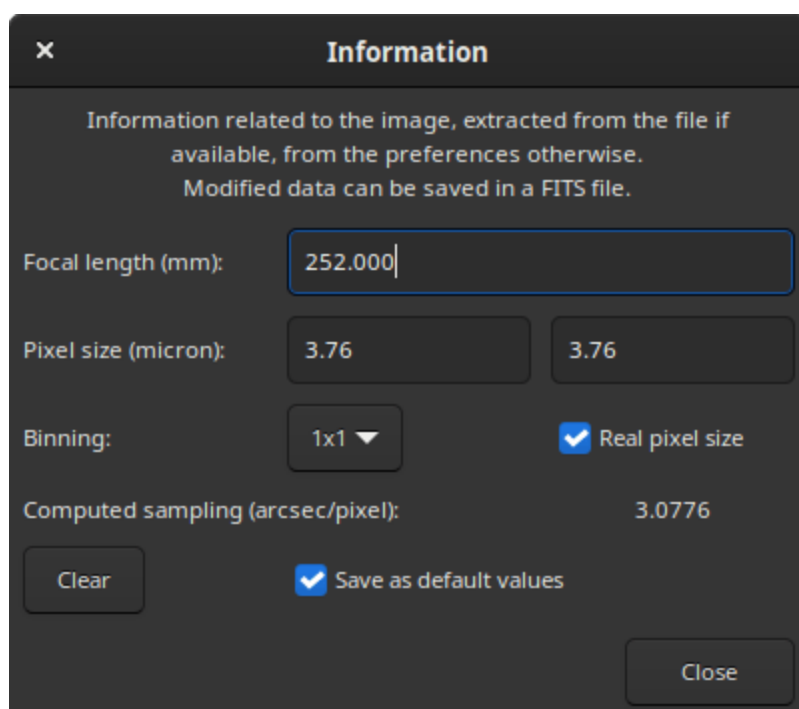 Information
Information related to the image, extracted from the file if
available, from the preferences otherwise.
Modified data can be saved in a FITS file.
Focal length (mm): 252.000
Pixel size (micron): 3.76 3.76
Binning: 1x1 Real pixel size
Computed sampling (arcsec/pixel): 3.0776
Clear Save as default values
Close